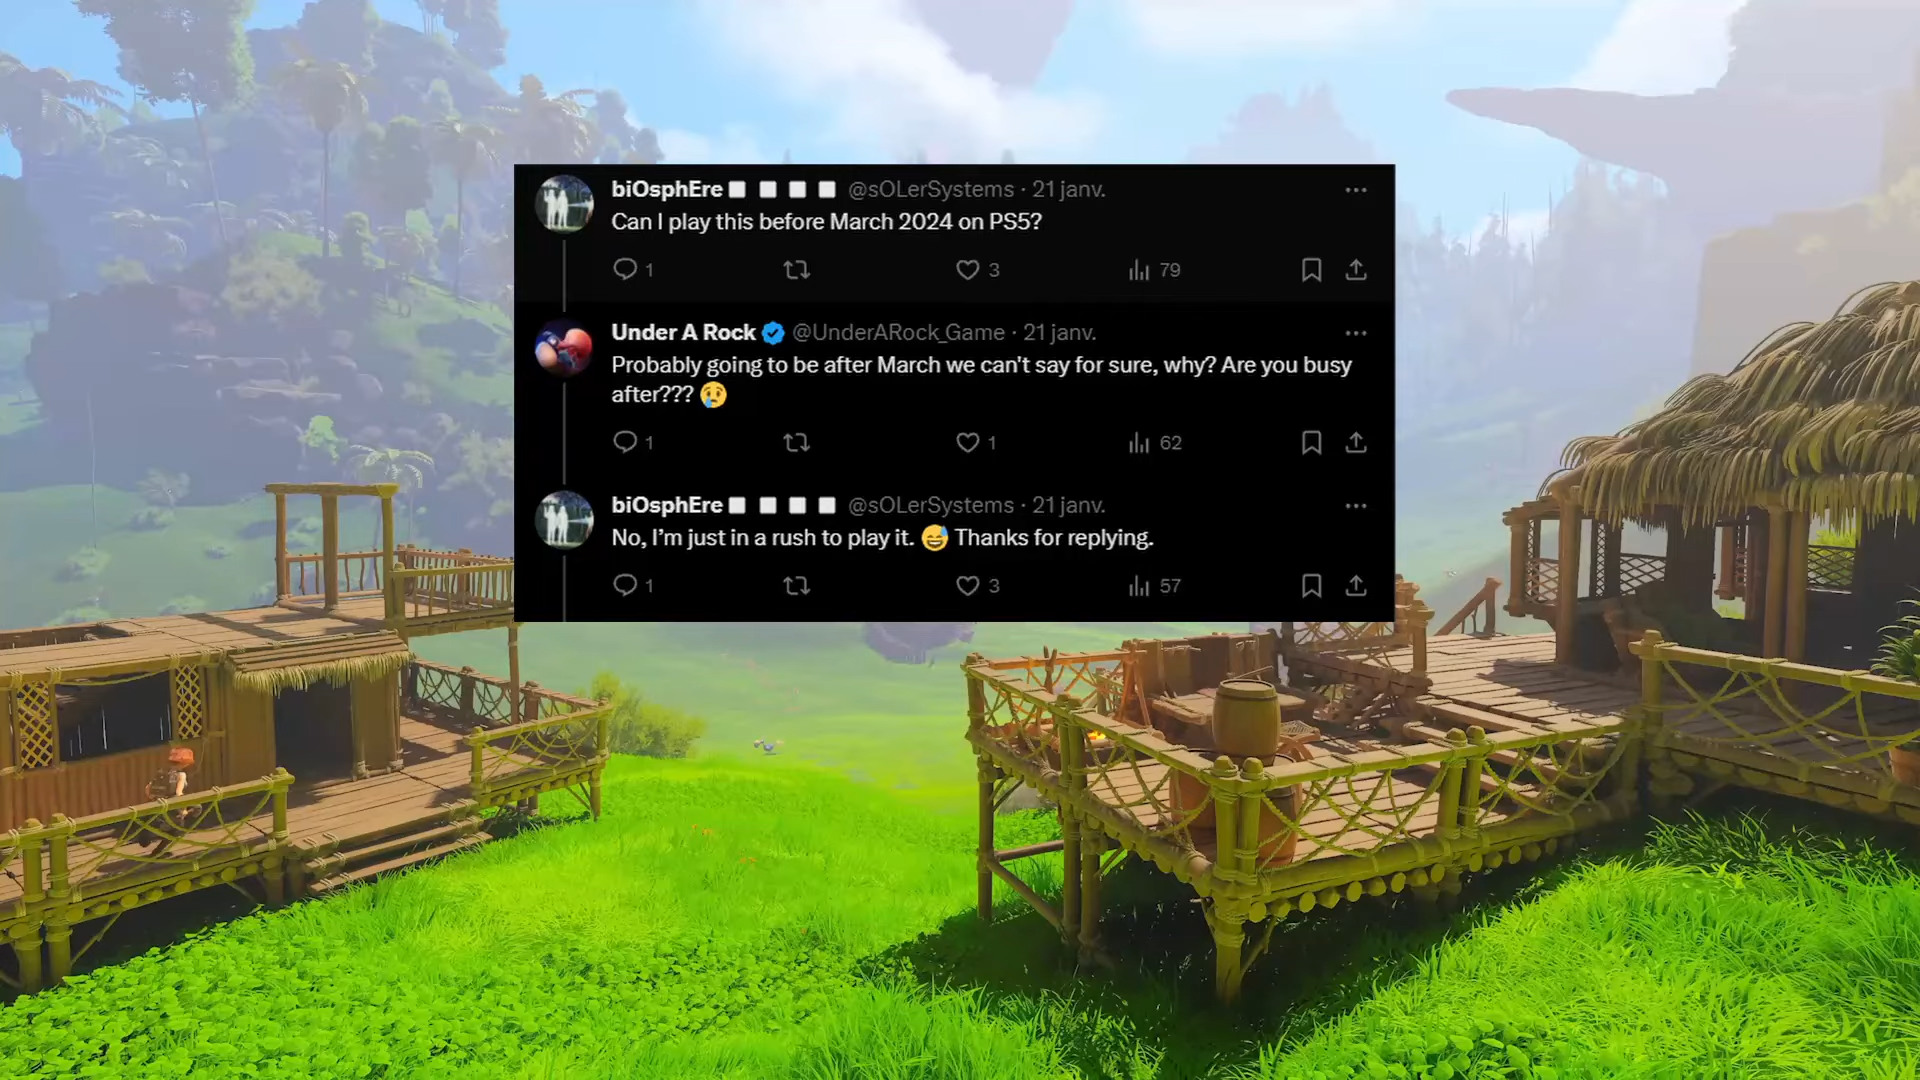 biOsphEre @sOLerSystems · 21 janv.
Can I play this before March 2024 on PS5?
1 3 79
Under A Rock @UnderARock_Game · 21 janv.
Probably going to be after March we can't say for sure, why? Are you busy
after??? 😢
1 1 62
biOsphEre @sOLerSystems · 21 janv.
No, I’m just in a rush to play it. 😅 Thanks for replying.
1 3 57